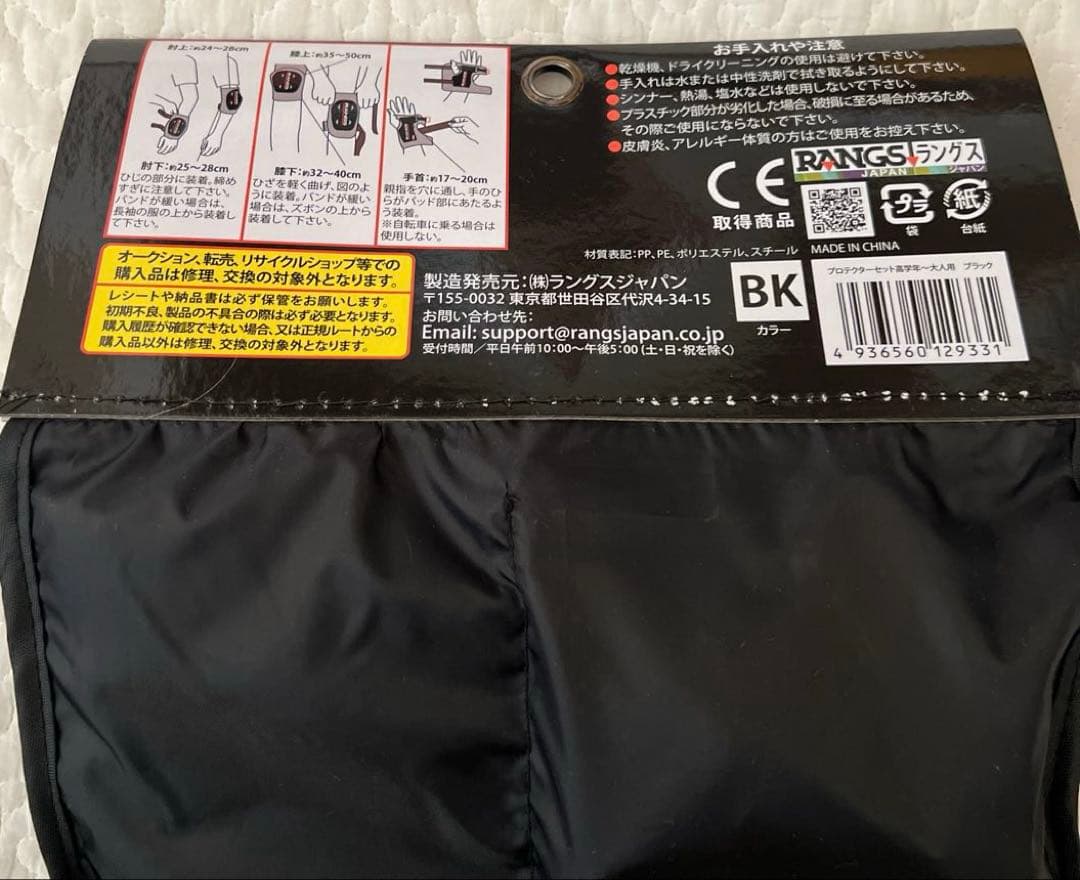 肘上:約24〜28cm
肘下:約25〜28cm
ひじの部分に装着。締め
すぎに注意して下さい。
バンドが緩い場合は、
長袖の服の上から装着し
て下さい。
膝上:約35〜50cm
膝下:約32〜40cm
ひざを軽く曲げ、図のよ
うに装着。バンドが緩い
場合は、ズボンの上から
装着して下さい。
手首:約17〜20cm
親指を穴に通し、手のひ
らがパッド部にあたるよ
う装着。
※自転車に乗る場合は
使用しない。
お手入れや注意
●乾燥機、ドライクリーニングの使用は避けて下さい。
●手入れは水または中性洗剤で拭き取るようにして下さい。
●シンナー、熱湯、塩水などは使用しないで下さい。
●プラスチック部分が劣化した場合、破損に至る場合があるため、
その際ご使用にならないで下さい。
●皮膚炎、アレルギー体質の方はご使用をお控え下さい。
CE
取得商品
RANGS ラングス
JAPAN ジャパン
プラ
袋
紙
台紙
オークション、転売、リサイクルショップ等での
購入品は修理、交換の対象外となります。
レシートや納品書は必ず保管をお願いします。
初期不良、製品の不具合の際は必ず必要となります。
購入履歴が確認できない場合、又は正規ルートからの
購入品以外は修理、交換の対象外となります。
材質表記:PP、PE、ポリエステル、スチール
MADE IN CHINA
製造発売元:(株)ラングスジャパン
〒155-0032 東京都世田谷区代沢4-34-15
お問い合わせ先:
Email: support@rangsjapan.co.jp
受付時間/平日午前10:00〜午後5:00(土・日・祝を除く)
BK
カラー
プロテクターセット高学年〜大人用 ブラック
4 936560 129331